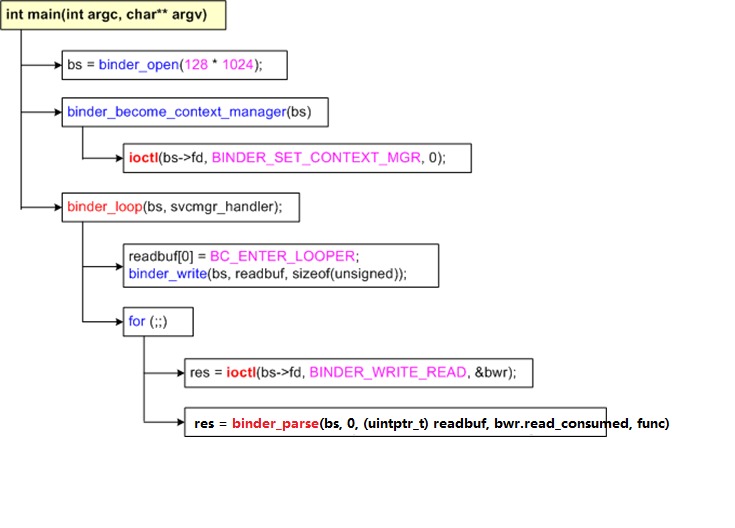 int main(int argc, char** argv)
bs = binder_open(128 * 1024);
binder_become_context_manager(bs)
ioctl(bs->fd, BINDER_SET_CONTEXT_MGR, 0);
binder_loop(bs, svcmgr_handler);
readbuf[0] = BC_ENTER_LOOPER;
binder_write(bs, readbuf, sizeof(unsigned));
for (;;)
res = ioctl(bs->fd, BINDER_WRITE_READ, &bwr);
res = binder_parse(bs, 0, (uintptr_t) readbuf, bwr.read_consumed, func)